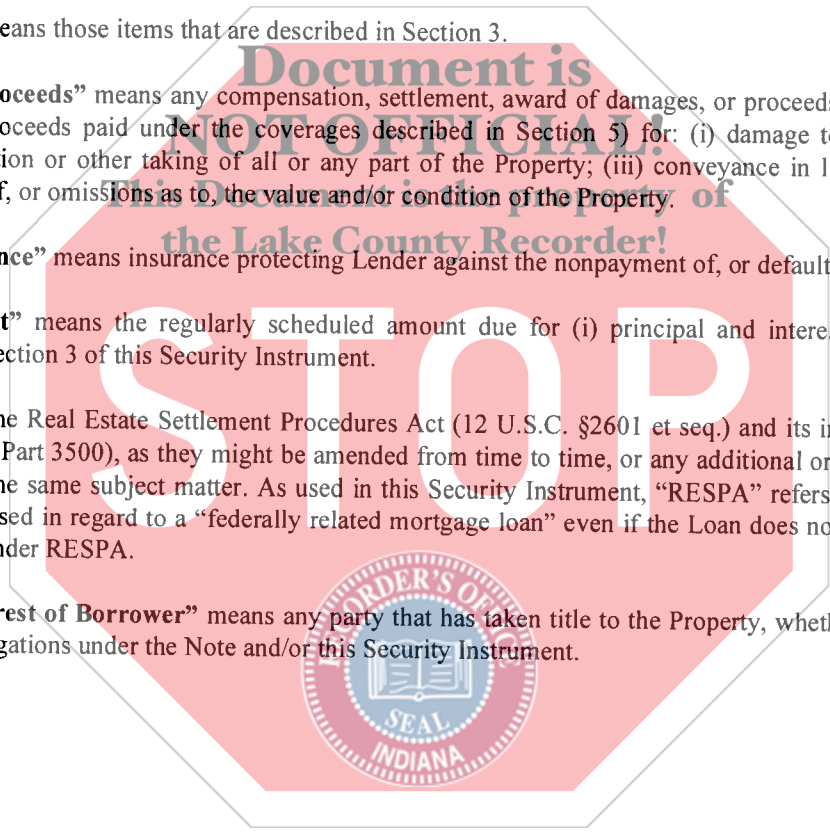 eans those items that are described in Section 3.
Document is
oceeds” means any compensation, settlement, award of damages, or proceeds
oceeds paid under the coverages described in Section 5) for: (i) damage to
NOT OFFICIAL!
tion or other taking of all or any part of the Property; (iii) conveyance in l
f, or omissions as to, the value and/or condition of the Property.
This Document is the property of
the Lake County Recorder!
nce” means insurance protecting Lender against the nonpayment of, or default
t” means the regularly scheduled amount due for (i) principal and interes
ection 3 of this Security Instrument.
STOP
he Real Estate Settlement Procedures Act (12 U.S.C. §2601 et seq.) and its in
Part 3500), as they might be amended from time to time, or any additional or
he same subject matter. As used in this Security Instrument, “RESPA” refers
sed in regard to a “federally related mortgage loan” even if the Loan does no
nder RESPA.
rest of Borrower” means any party that has taken title to the Property, wheth
gations under the Note and/or this Security Instrument.
RECORDER'S OFFICE
SEAL
INDIANA